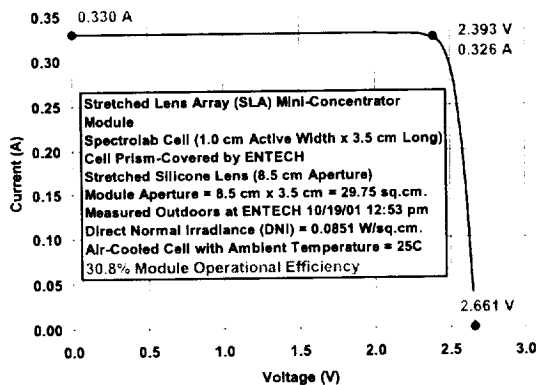 0.35
0.330 A
2.393 V
0.326 A
0.30
0.25
0.20
0.15
0.10
0.05
0.00
Current (A)
Stretched Lens Array (SLA) Mini-Concentrator
Module
Spectrolab Cell (1.0 cm Active Width x 3.5 cm Long)
Cell Prism-Covered by ENTECH
Stretched Silicone Lens (8.5 cm Aperture)
Module Aperture = 8.5 cm x 3.5 cm = 29.75 sq.cm.
Measured Outdoors at ENTECH 10/19/01 12:53 pm
Direct Normal Irradiance (DNI) = 0.0851 W/sq.cm.
Air-Cooled Cell with Ambient Temperature = 25C
30.8% Module Operational Efficiency
2.661 V
0.0 0.5 1.0 1.5 2.0 2.5 3.0
Voltage (V)